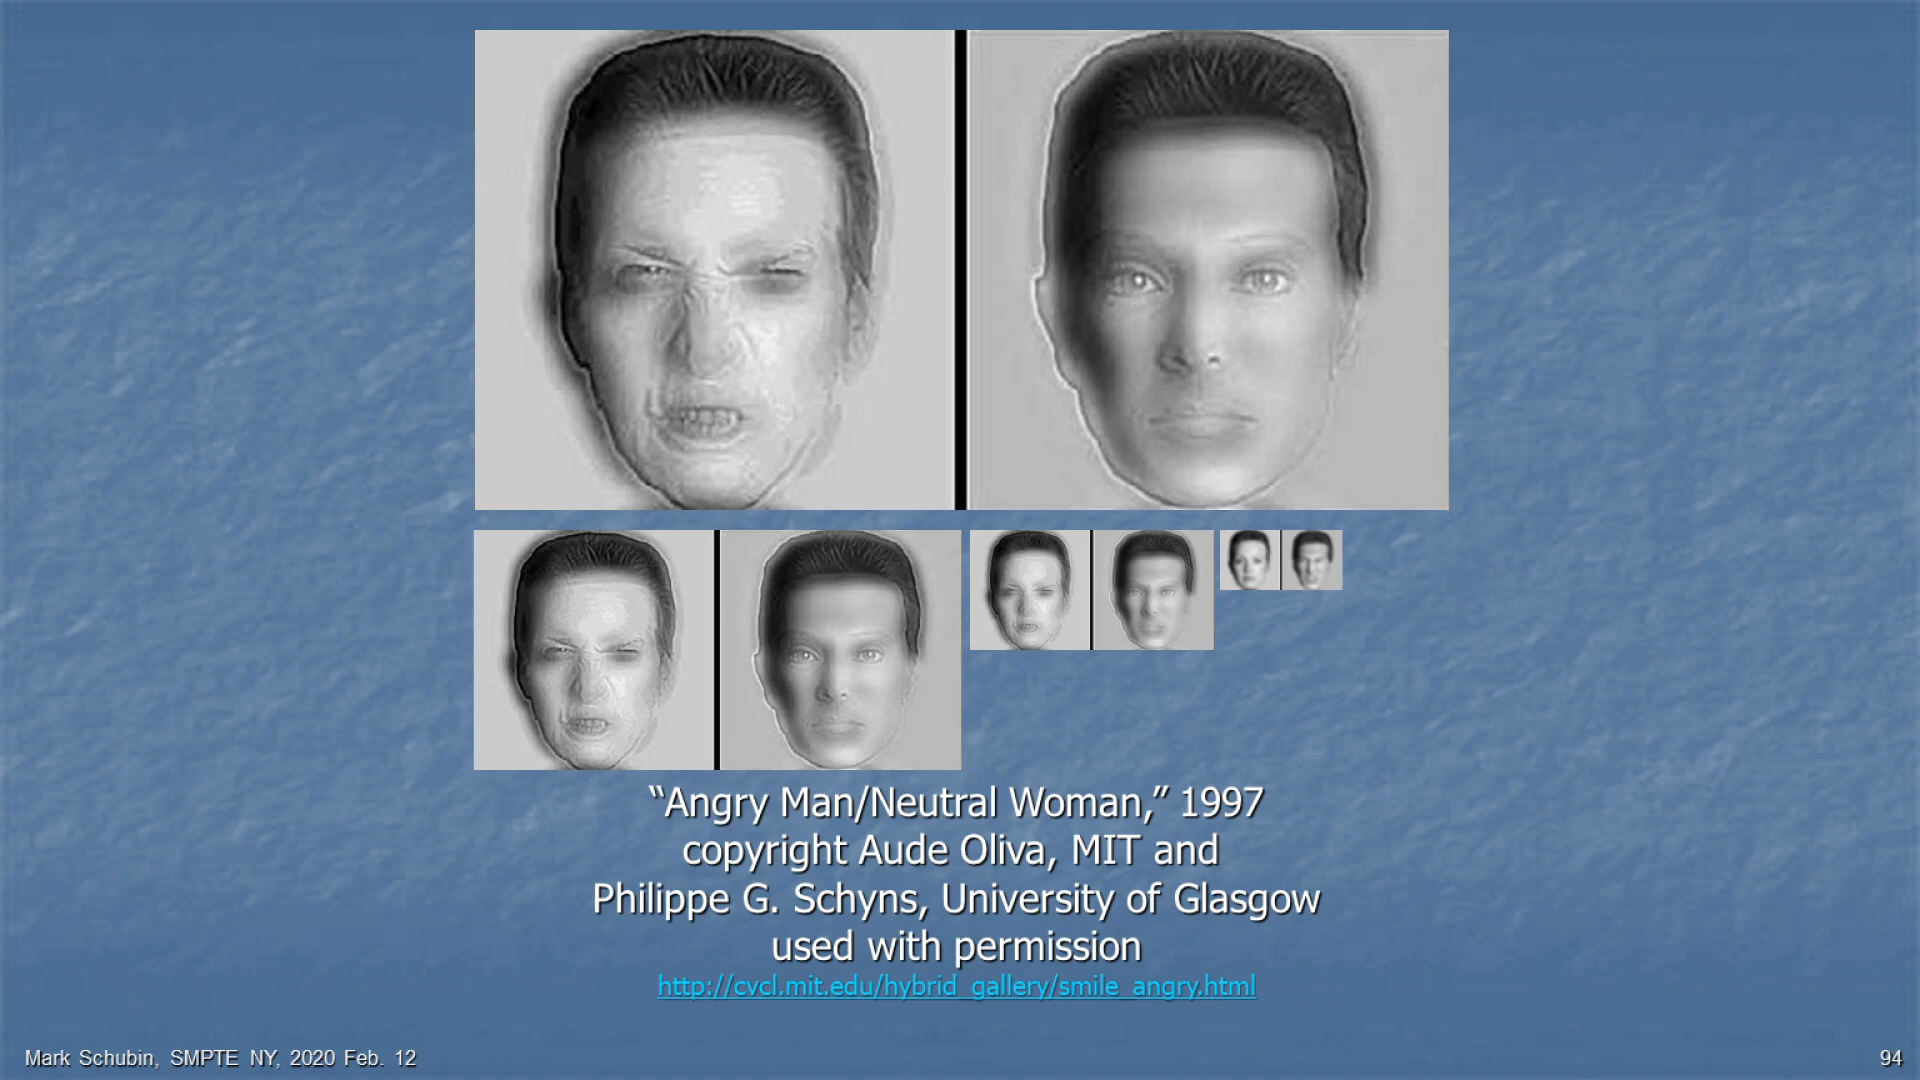 “Angry Man/Neutral Woman,” 1997
copyright Aude Oliva, MIT and
Philippe G. Schyns, University of Glasgow
used with permission
http://cvcl.mit.edu/hybrid_gallery/smile_angry.html
Mark Schubin, SMPTE NY, 2020 Feb. 12
94